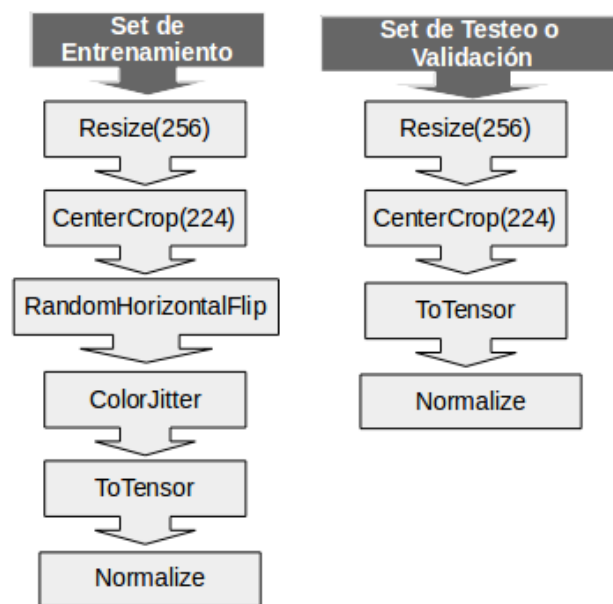 Set de
Entrenamiento
Resize(256)
CenterCrop(224)
RandomHorizontalFlip
ColorJitter
ToTensor
Normalize
Set de Testeo o
Validación
Resize(256)
CenterCrop(224)
ToTensor
Normalize